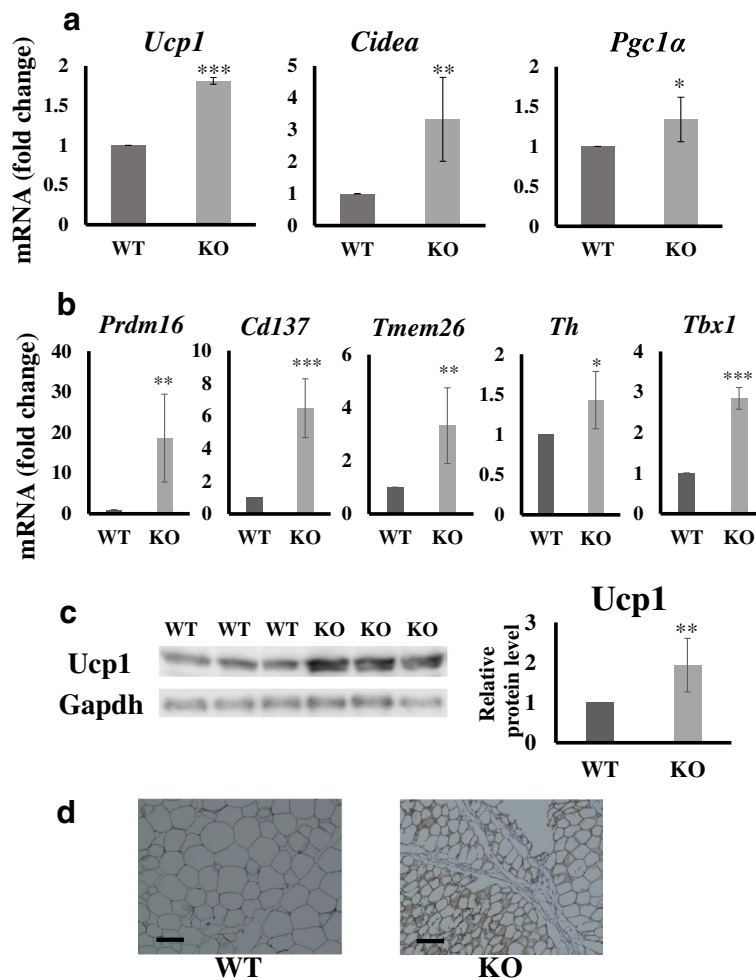 a
Ucp1 Cidea Pgc1α
mRNA (fold change)
2 1.5 1 0.5 0
5 4 3 2 1 0
2 1.5 1 0.5 0
*** ** *
WT KO WT KO WT KO
b
Prdm16 Cd137 Tmem26 Th Tbx1
mRNA (fold change)
40 30 20 10 0
10 8 6 4 2 0
6 4 2 0
2 1.5 1 0.5 0
4 3 2 1 0
** *** ** * ***
WT KO WT KO WT KO WT KO WT KO
c
WT WT WT KO KO KO
Ucp1
Gapdh
Ucp1
Relative
protein level
3 2 1 0
**
WT KO
d
WT KO